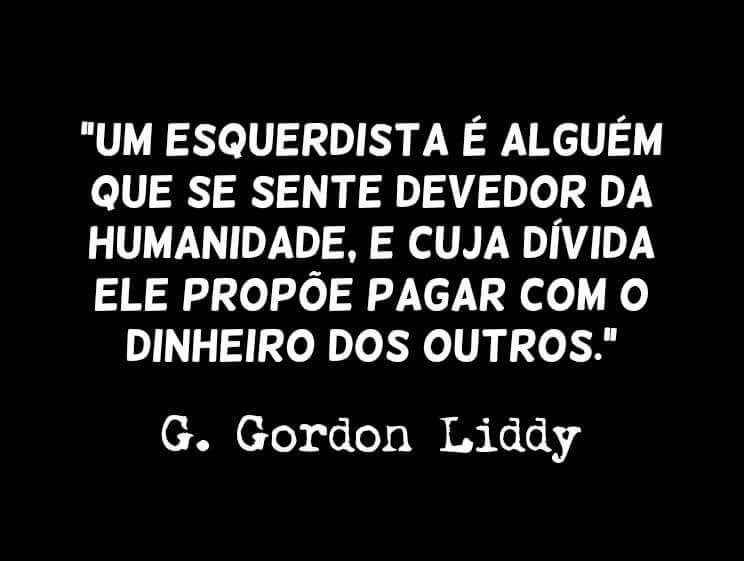 "UM ESQUERDISTA É ALGUÉM
QUE SE SENTE DEVEDOR DA
HUMANIDADE, E CUJA DÍVIDA
ELE PROPÕE PAGAR COM O
DINHEIRO DOS OUTROS."
G. Gordon Liddy